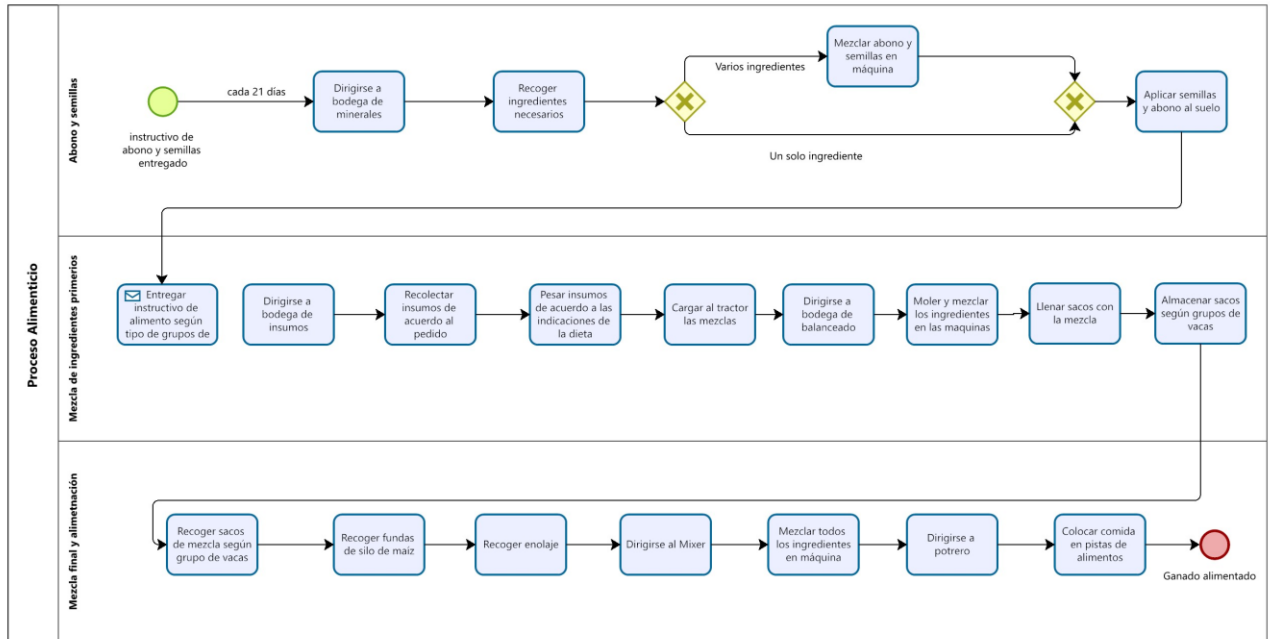 Proceso Alimenticio
Abono y semillas
instructivo de
abono y semillas
entregado
cada 21 días
Dirigirse a
bodega de
minerales
Recoger
ingredientes
necesarios
Varios ingredientes
Mezclar abono y
semillas en
máquina
Un solo ingrediente
Aplicar semillas
y abono al suelo
Mezcla de ingredientes primerios
Entregar
instructivo de
alimento según
tipo de grupos de
Dirigirse a
bodega de
insumos
Recolectar
insumos de
acuerdo al
pedido
Pesar insumos
de acuerdo a las
indicaciones de
la dieta
Cargar al tractor
las mezclas
Dirigirse a
bodega de
balanceado
Moler y mezclar
los ingredientes
en las maquinas
Llenar sacos con
la mezcla
Almacenar sacos
según grupos de
vacas
Mezcla final y alimetnación
Recoger sacos
de mezcla según
grupo de vacas
Recoger fundas
de silo de maíz
Recoger enolaje
Dirigirse al Mixer
Mezclar todos
los ingredientes
en máquina
Dirigirse a
potrero
Colocar comida
en pistas de
alimentos
Ganado alimentado